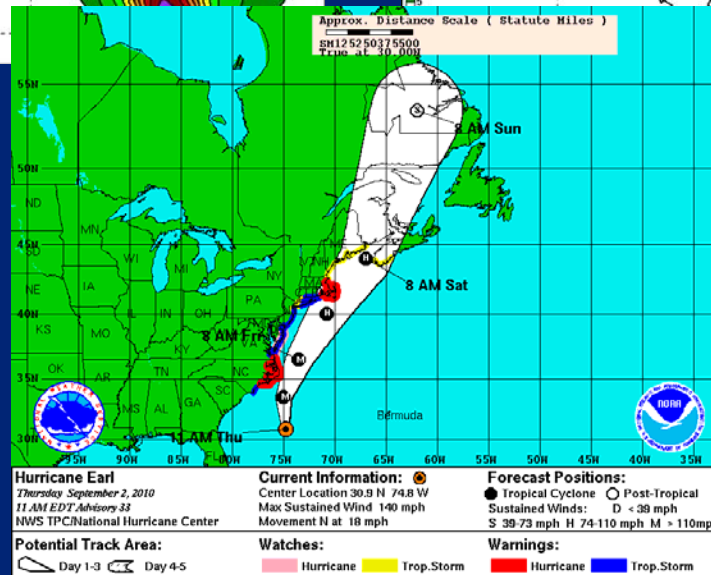 Approx. Distance Scale ( Statute Miles )
SM125250375500
True at 30.00N
55N
50N
45N
40N
35N
30N
ND
MN
SD
WI
MI
NY
VT
NH
ME
MA
NE
IA
PA
IL
IN
OH
KS
MO
VA
KY
OK
AR
TN
NC
SC
MS
AL
GA
FL
8 AM Sun
8 AM Sat
8 AM Fri
11 AM Thu
H
H
M
M
S
Bermuda
NOAA
95W 90W 85W 80W 75W 70W 65W 60W 55W 50W 45W 40W 35W
Hurricane Earl
Thursday September 2, 2010
11 AM EDT Advisory 33
NWS TPC/National Hurricane Center
Current Information:
Center Location 30.9 N 74.8 W
Max Sustained Wind 140 mph
Movement N at 18 mph
Forecast Positions:
Tropical Cyclone Post-Tropical
Sustained Winds: D < 39 mph
S 39-73 mph H 74-110 mph M > 110mph
Potential Track Area:
Day 1-3 Day 4-5
Watches:
Hurricane Trop.Storm
Warnings:
Hurricane Trop.Storm